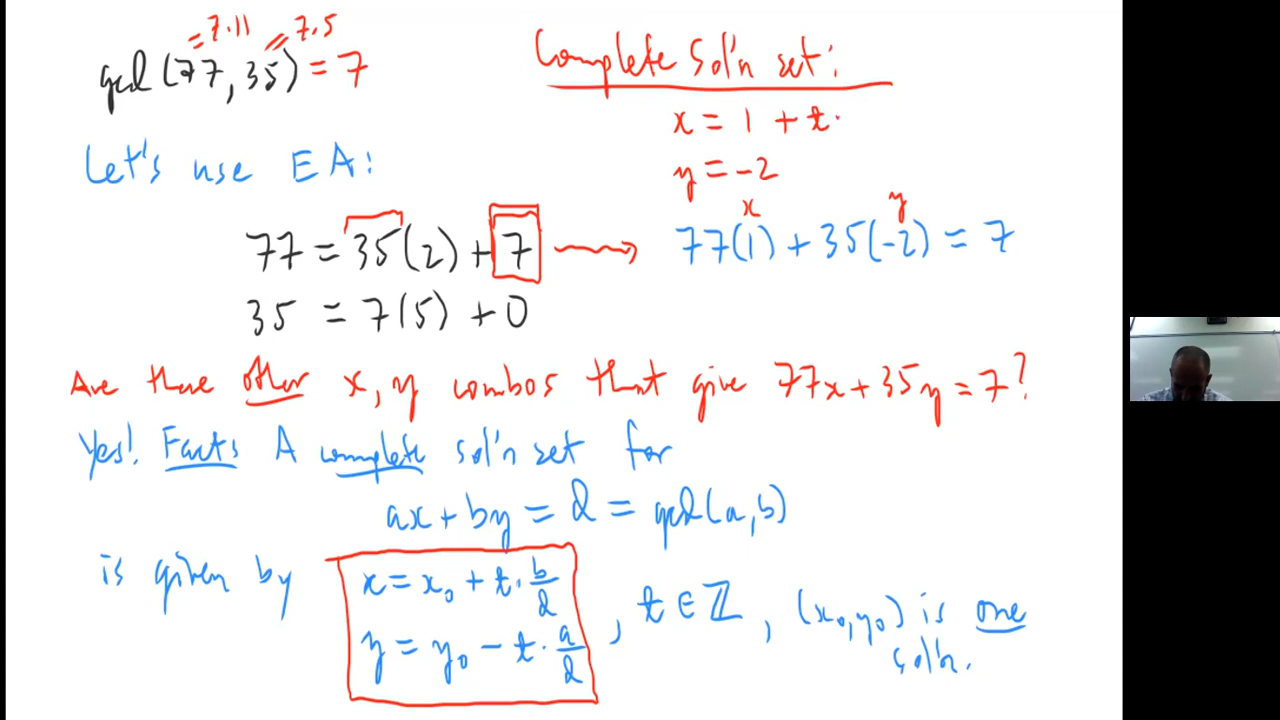 = 7·11 = 7·5
gcd (77, 35) = 7
Let's use EA:
77 = 35(2) + 7
35 = 7(5) + 0
Complete Sol'n set:
x = 1 + t·
y = -2
x y
77(1) + 35(-2) = 7
Are there other x, y combos that give 77x + 35y = 7?
Yes! Facts A complete sol'n set for
ax + by = d = gcd(a, b)
is given by x = x₀ + t · b/d
y = y₀ - t · a/d , t ∈ ℤ , (x₀, y₀) is one
sol'n.